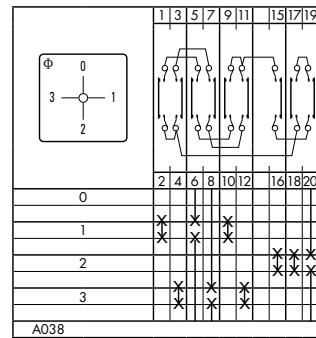 1 3 5 7 9 11 15 17 19
Φ 0
3 1
2
2 4 6 8 10 12 16 18 20
0
1 X X X
X X X
2 X X X
X X X
3 X X X
X X X
A038